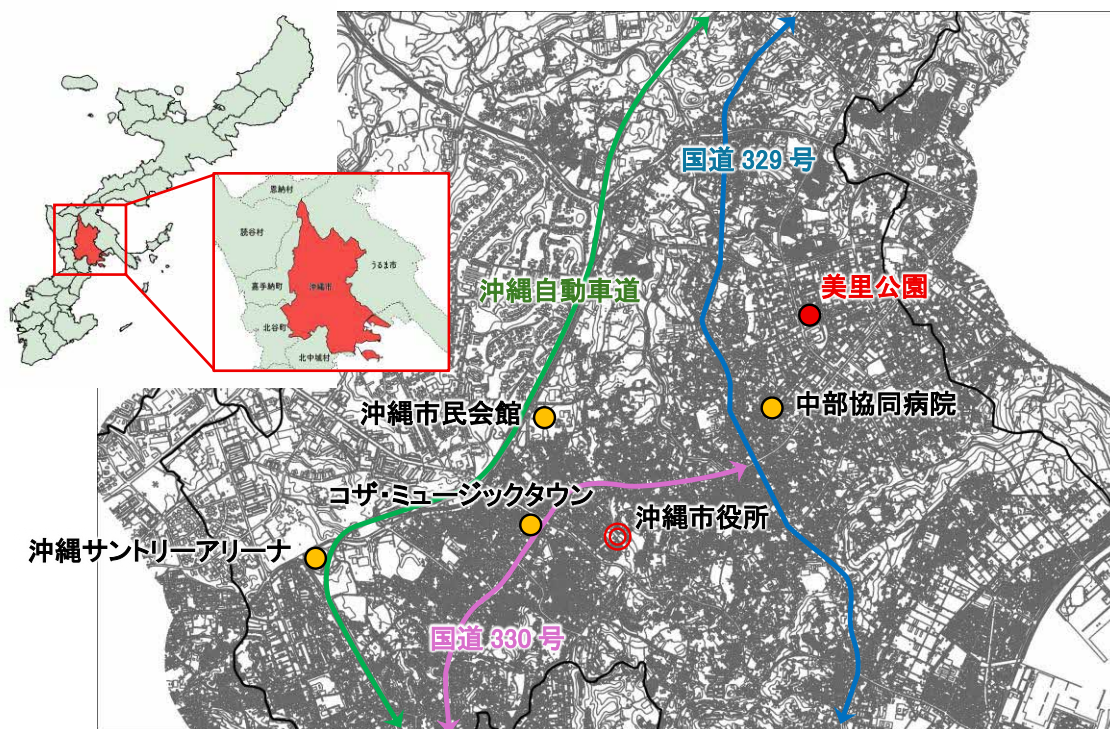 国道 329 号
恩納村
読谷村
うるま市
沖縄自動車道
美里公園
嘉手納町
沖縄市
北谷町
北中城村
沖縄市民会館
中部協同病院
コザ・ミュージックタウン
沖縄市役所
沖縄サントリーアリーナ
国道 330 号